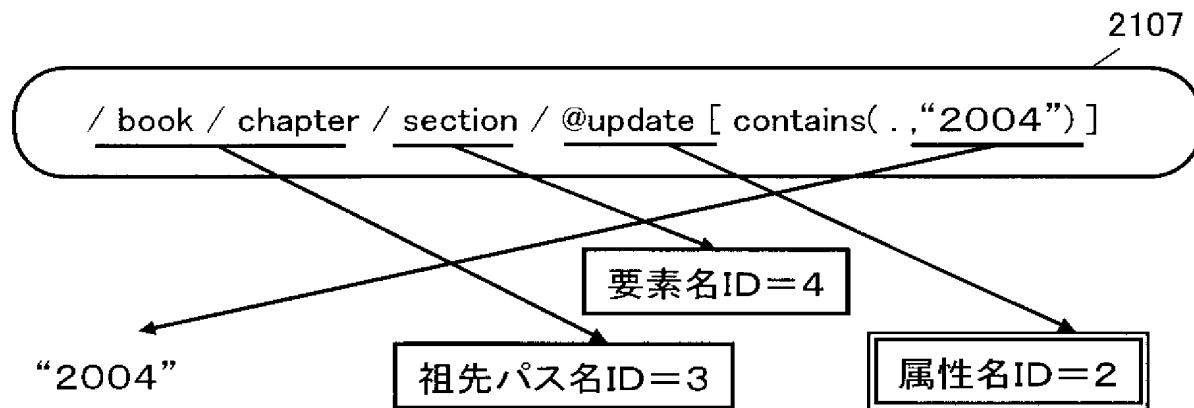 2107
/ book / chapter / section / @update [ contains( . ,“2004”) ]
要素名ID=4
“2004”
祖先パス名ID=3
属性名ID=2